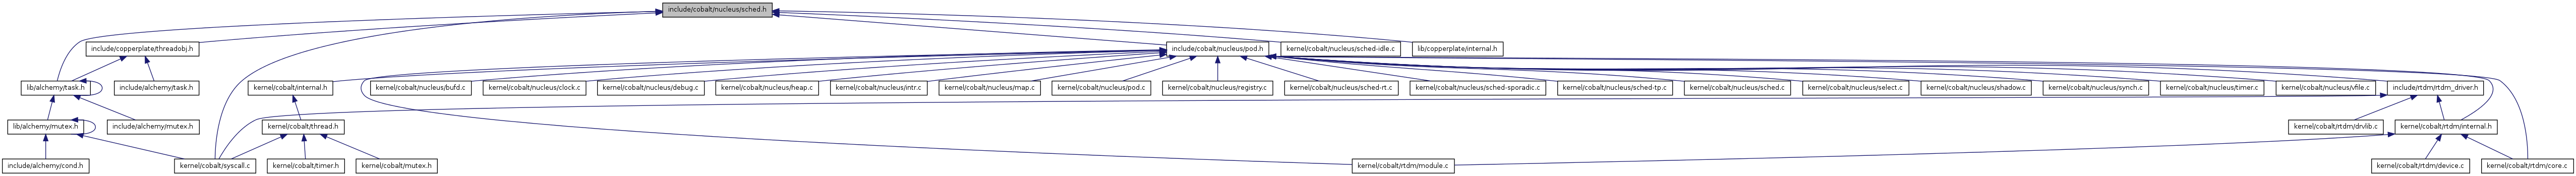 include/cobalt/nucleus/sched.h
include/copperplate/threadobj.h
include/cobalt/nucleus/pod.h
kernel/cobalt/nucleus/sched-idle.c
lib/copperplate/internal.h
lib/alchemy/task.h
include/alchemy/task.h
kernel/cobalt/internal.h
kernel/cobalt/nucleus/bufd.c
kernel/cobalt/nucleus/clock.c
kernel/cobalt/nucleus/debug.c
kernel/cobalt/nucleus/heap.c
kernel/cobalt/nucleus/intr.c
kernel/cobalt/nucleus/map.c
kernel/cobalt/nucleus/pod.c
kernel/cobalt/nucleus/registry.c
kernel/cobalt/nucleus/sched-rt.c
kernel/cobalt/nucleus/sched-sporadic.c
kernel/cobalt/nucleus/sched-tp.c
kernel/cobalt/nucleus/sched.c
kernel/cobalt/nucleus/select.c
kernel/cobalt/nucleus/shadow.c
kernel/cobalt/nucleus/synch.c
kernel/cobalt/nucleus/timer.c
kernel/cobalt/nucleus/vfile.c
include/rtdm/rtdm_driver.h
lib/alchemy/mutex.h
include/alchemy/mutex.h
kernel/cobalt/thread.h
kernel/cobalt/rtdm/drvlib.c
kernel/cobalt/rtdm/internal.h
include/alchemy/cond.h
kernel/cobalt/syscall.c
kernel/cobalt/timer.h
kernel/cobalt/mutex.h
kernel/cobalt/rtdm/module.c
kernel/cobalt/rtdm/device.c
kernel/cobalt/rtdm/core.c